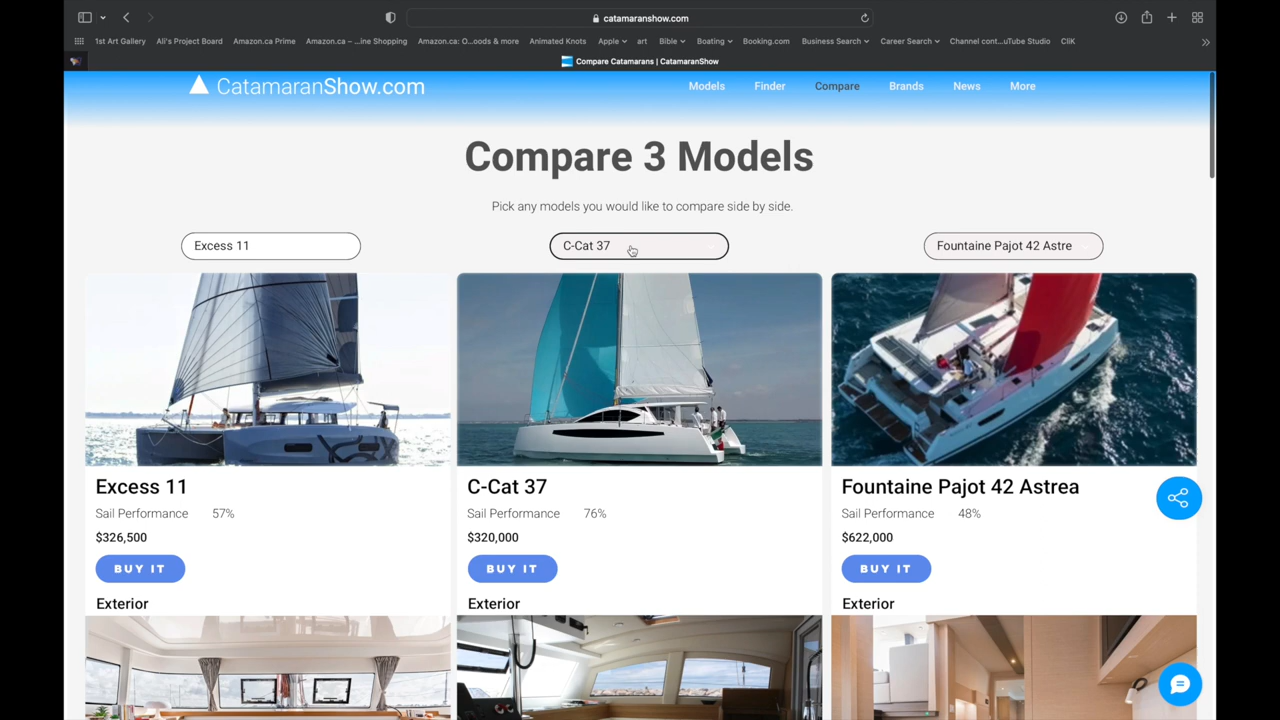 catamaranshow.com
1st Art Gallery
Ali's Project Board
Amazon.ca Prime
Amazon.ca – ...ine Shopping
Amazon.ca: O...oods & more
Animated Knots
Apple
art
Bible
Boating
Booking.com
Business Search
Career Search
Channel cont...uTube Studio
CliK
Compare Catamarans | CatamaranShow
CatamaranShow.com
Models
Finder
Compare
Brands
News
More
Compare 3 Models
Pick any models you would like to compare side by side.
Excess 11
C-Cat 37
Fountaine Pajot 42 Astre
Excess 11
Sail Performance 57%
$326,500
BUY IT
Exterior
C-Cat 37
Sail Performance 76%
$320,000
BUY IT
Exterior
Fountaine Pajot 42 Astrea
Sail Performance 48%
$622,000
BUY IT
Exterior